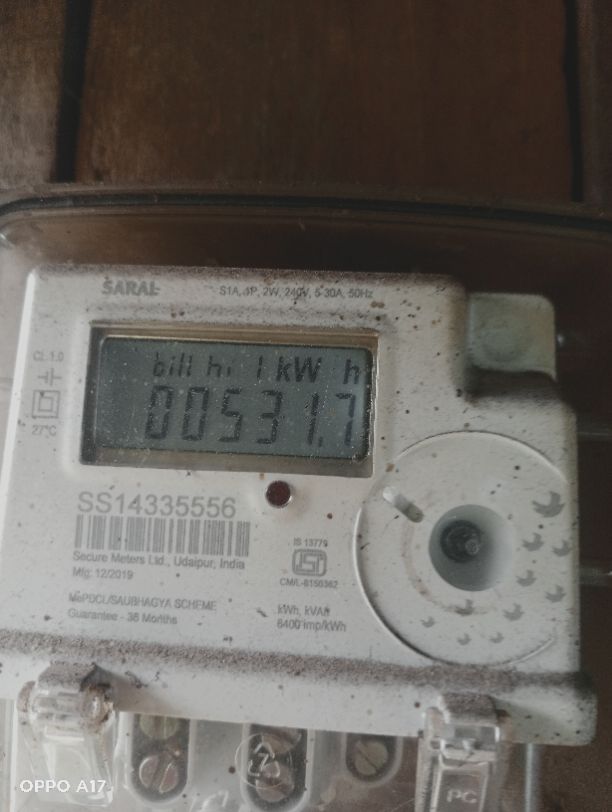 SARAL
S1A, 1P, 2W, 240V, 5-30A, 50Hz
CL 1.0
27°C
bill hi 1 kW h
00531.7
SS14335556
Secure Meters Ltd., Udaipur, India
Mfg: 12/2019
IS 13779
ISI
CM/L-8150362
MePDCL/SAUBHAGYA SCHEME
Guarantee - 36 Months
kWh, kVAh
6400 imp/kWh
PC
OPPO A17